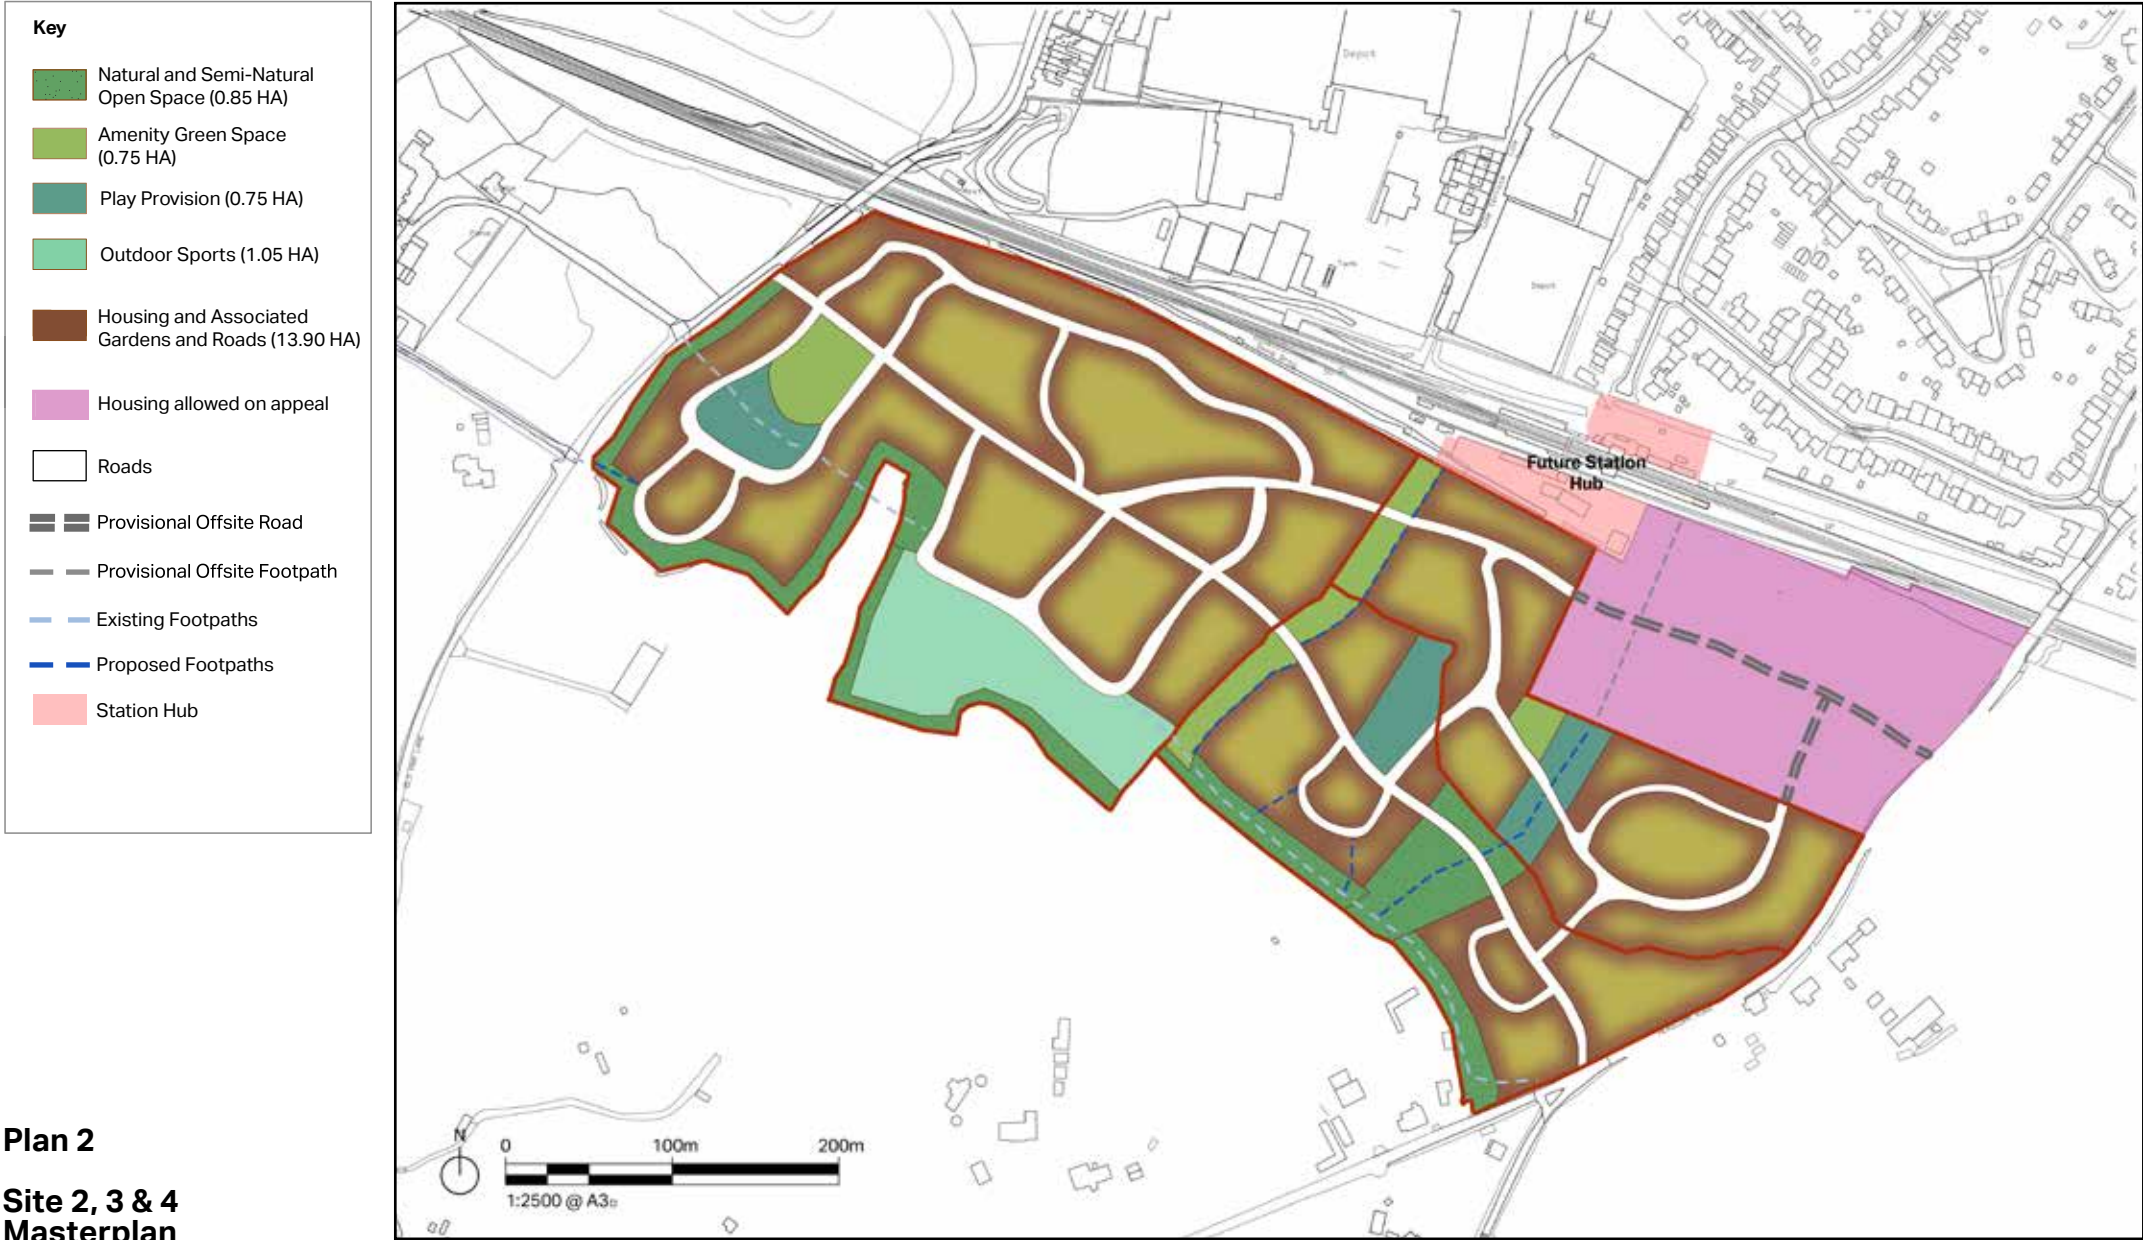 Key
Natural and Semi-Natural
Open Space (0.85 HA)
Amenity Green Space
(0.75 HA)
Play Provision (0.75 HA)
Outdoor Sports (1.05 HA)
Housing and Associated
Gardens and Roads (13.90 HA)
Housing allowed on appeal
Roads
Provisional Offsite Road
Provisional Offsite Footpath
Existing Footpaths
Proposed Footpaths
Station Hub
Depot
Depot
Future Station
Hub
N
0 100m 200m
1:2500 @ A3
Plan 2
Site 2, 3 & 4
Masterplan